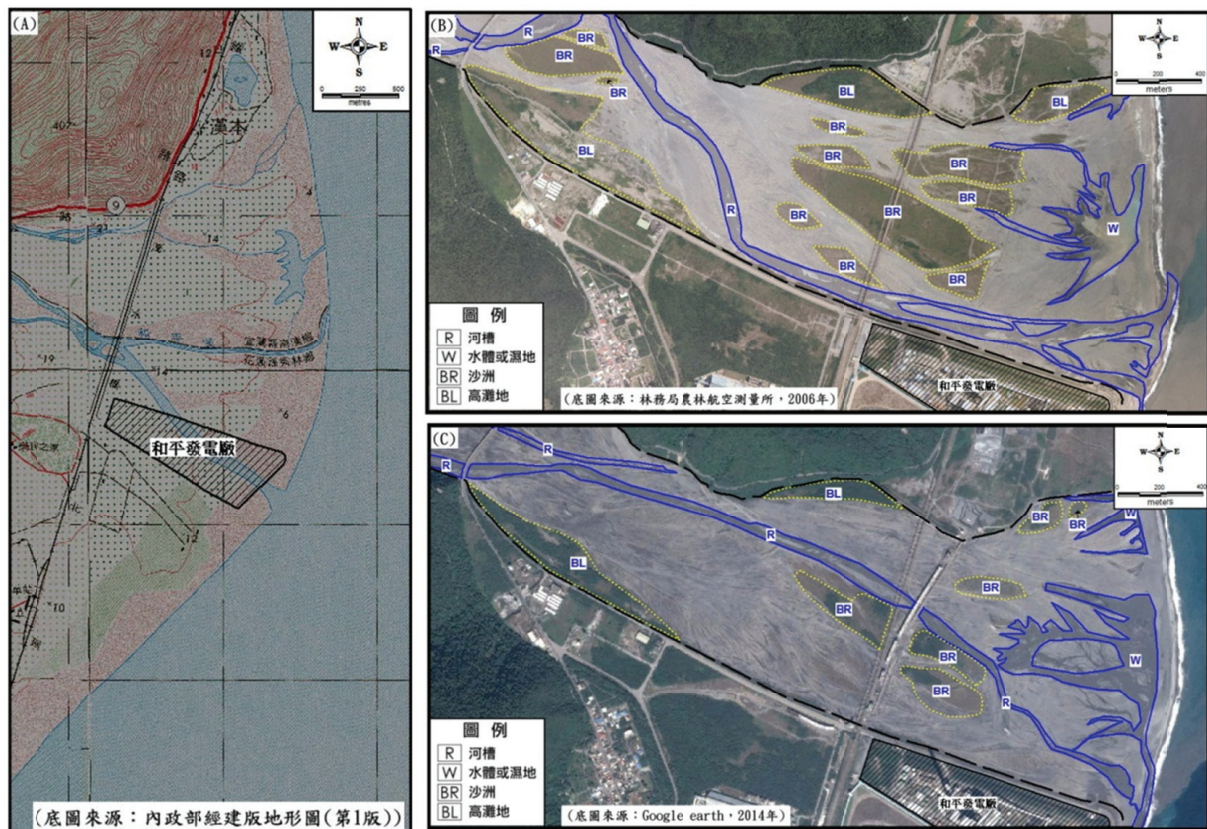 (A)
N
W E
S
0 250 500
metres
漢本
9
12
407
4
21
14
19
14
6
和平發電廠
12
10
(底圖來源：內政部經建版地形圖(第1版))
(B)
N
W E
S
0 200 400
meters
R
R
BR
BR
BR
BL
BL
BL
BR
BR
BR
BR
BR
BR
BR
BR
R
W
圖 例
R 河槽
W 水體或濕地
BR 沙洲
BL 高灘地
和平發電廠
(底圖來源：林務局農林航空測量所，2006年)
(C)
N
W E
S
0 200 400
meters
R
R
BL
BR
BR
W
R
BL
BR
BR
BR
BR
W
R
圖 例
R 河槽
W 水體或濕地
BR 沙洲
BL 高灘地
和平發電廠
(底圖來源：Google earth，2014年)